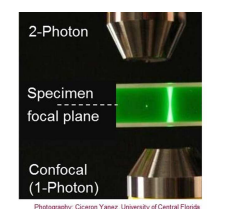 2-Photon
Specimen
focal plane
Confocal
(1-Photon)
Photography: Ciceron Yanez, University of Central Florida